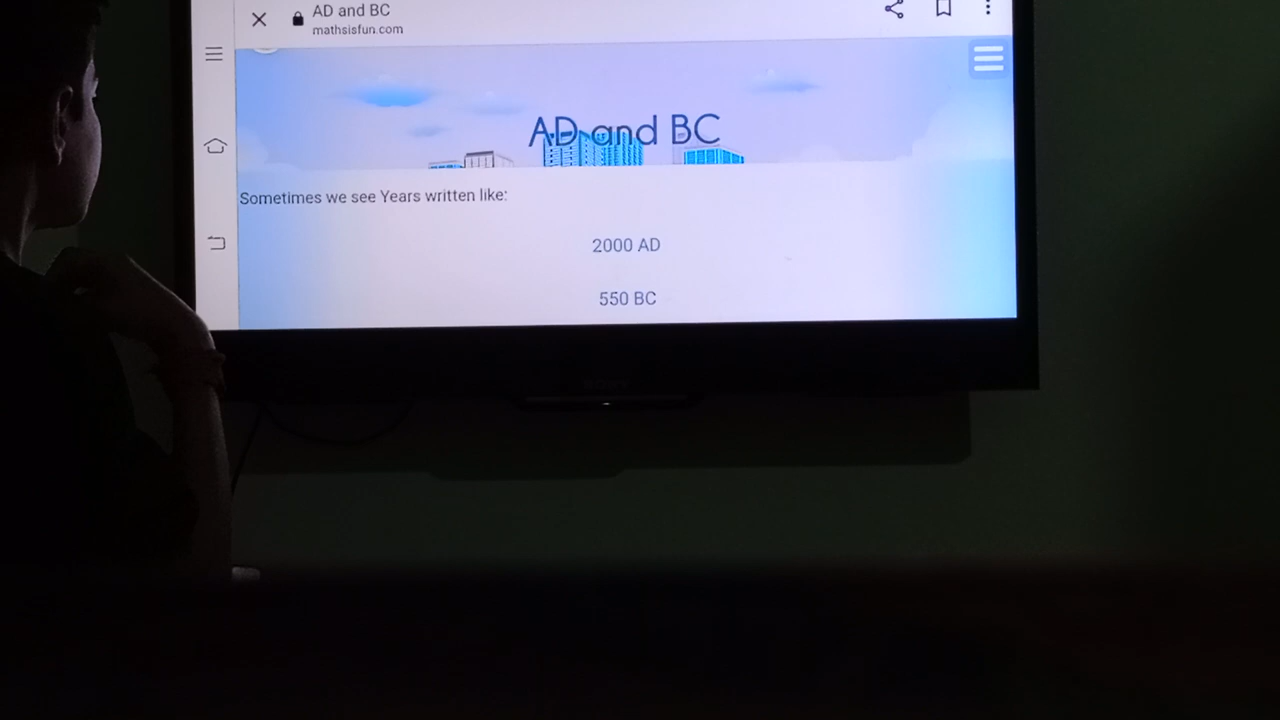 AD and BC
mathsisfun.com
AD and BC
Sometimes we see Years written like:
2000 AD
550 BC